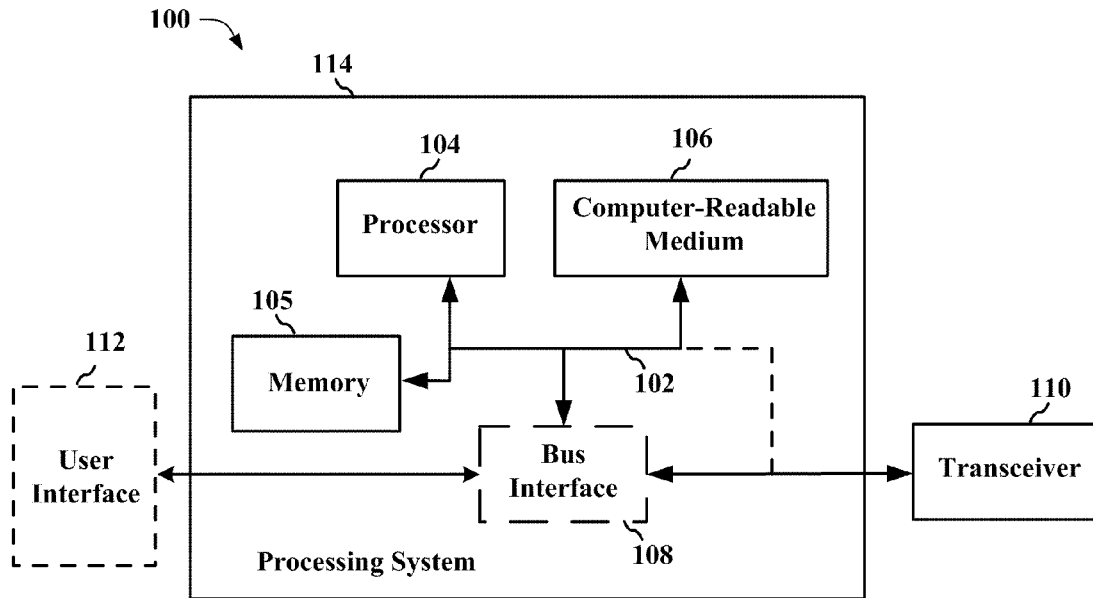 100
114
104
106
Processor
Computer-Readable
Medium
105
112
Memory
102
110
User
Interface
Bus
Interface
Transceiver
108
Processing System